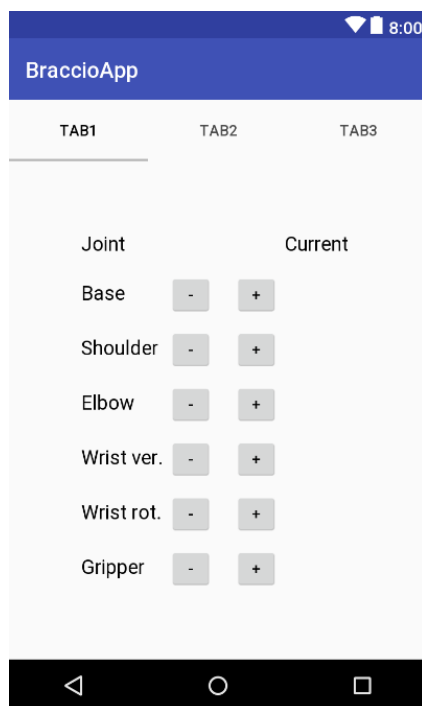 8:00
BraccioApp
TAB1 TAB2 TAB3
Joint Current
Base - +
Shoulder - +
Elbow - +
Wrist ver. - +
Wrist rot. - +
Gripper - +